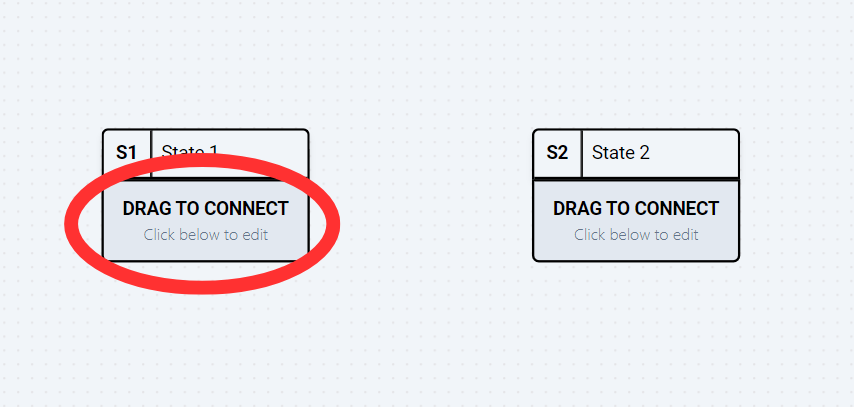 S1 State 1
DRAG TO CONNECT
Click below to edit
S2 State 2
DRAG TO CONNECT
Click below to edit